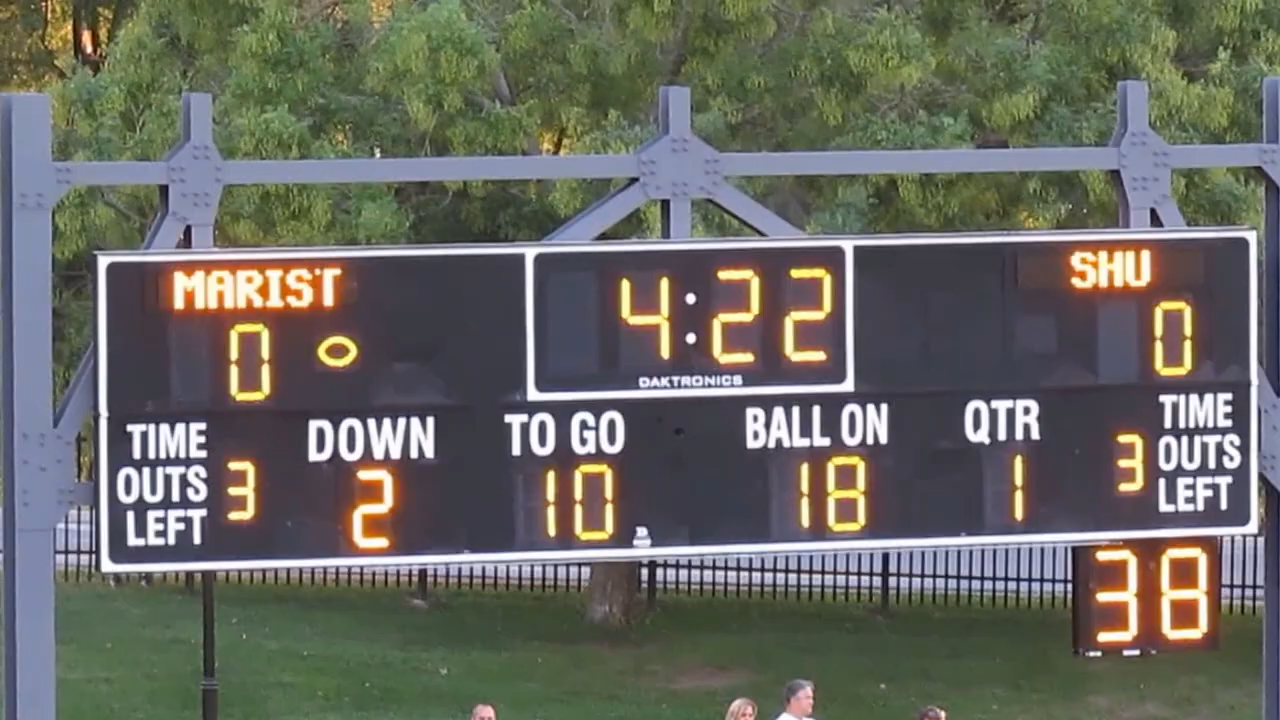 MARIST
SHU
4:22
0
0
DAKTRONICS
TIME OUTS LEFT
3
DOWN
2
TO GO
10
BALL ON
18
QTR
1
3
TIME OUTS LEFT
38